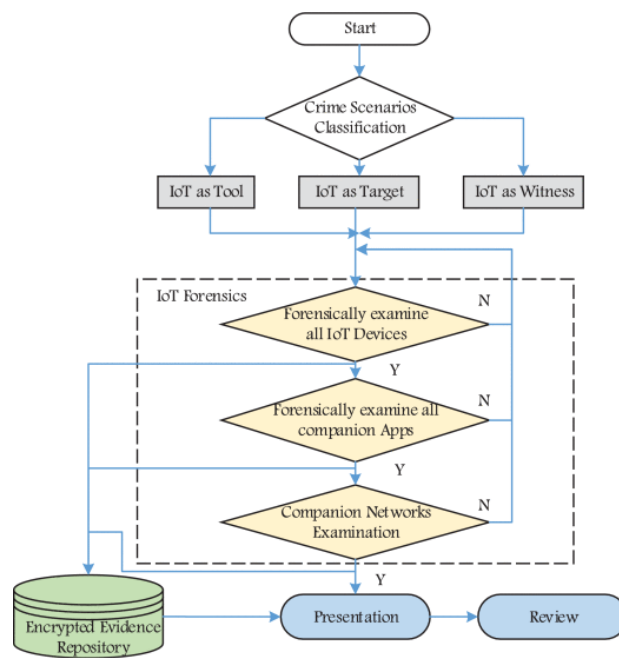 Start
Crime Scenarios
Classification
IoT as Tool
IoT as Target
IoT as Witness
IoT Forensics
N
Forensically examine
all IoT Devices
Y
N
Forensically examine all
companion Apps
Y
N
Companion Networks
Examination
Y
Encrypted Evidence
Repository
Presentation
Review